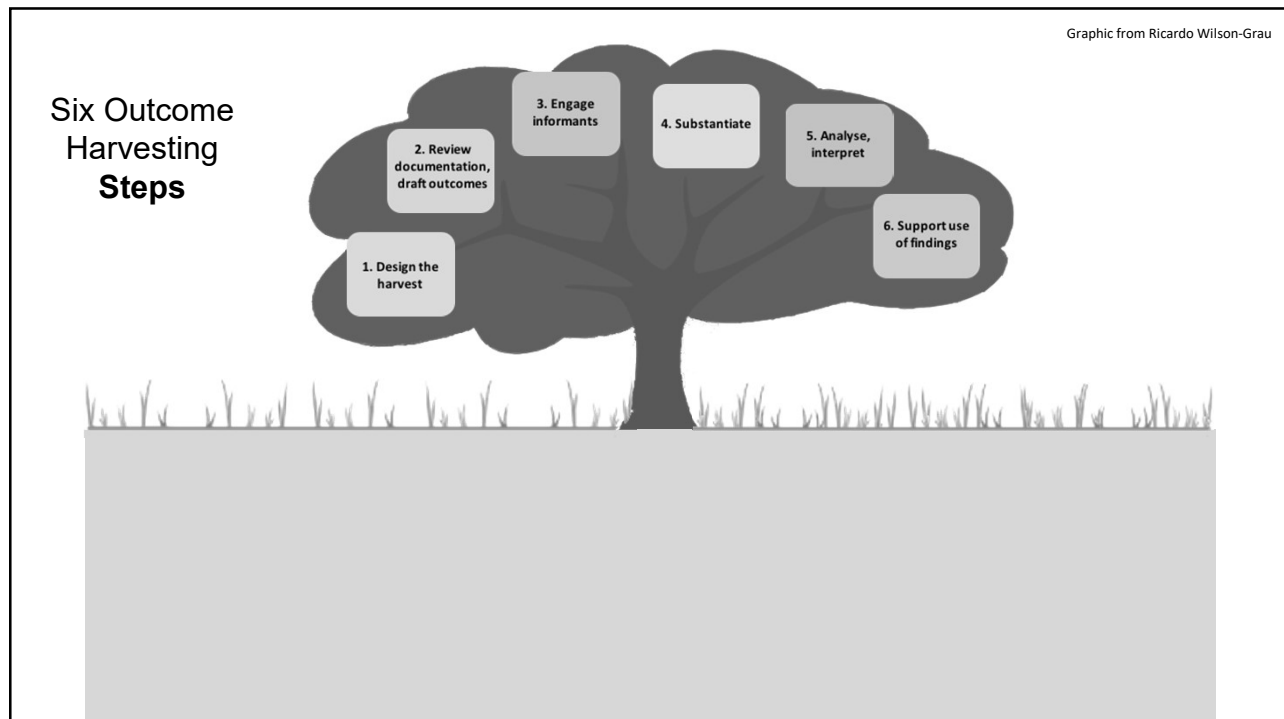 Graphic from Ricardo Wilson-Grau
Six Outcome
Harvesting
Steps
1. Design the
harvest
2. Review
documentation,
draft outcomes
3. Engage
informants
4. Substantiate
5. Analyse,
interpret
6. Support use
of findings